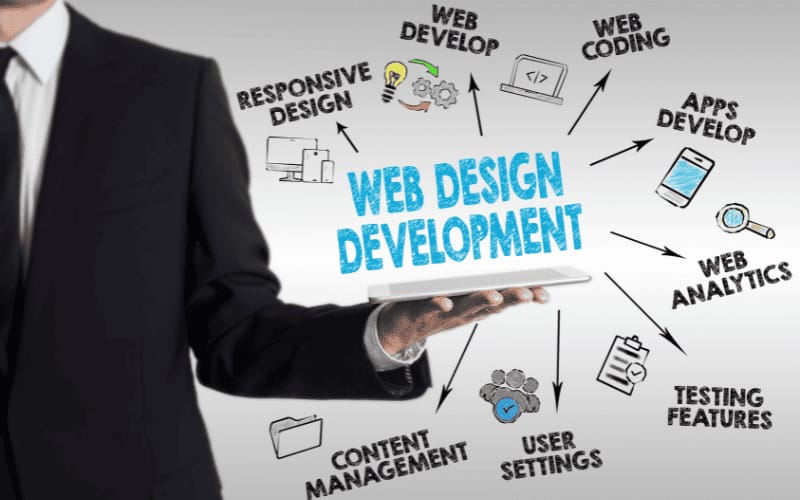 WEB
DEVELOP
WEB
CODING
RESPONSIVE
DESIGN
</>
APPS
DEVELOP
WEB DESIGN
DEVELOPMENT
WEB
ANALYTICS
TESTING
FEATURES
CONTENT
MANAGEMENT
USER
SETTINGS